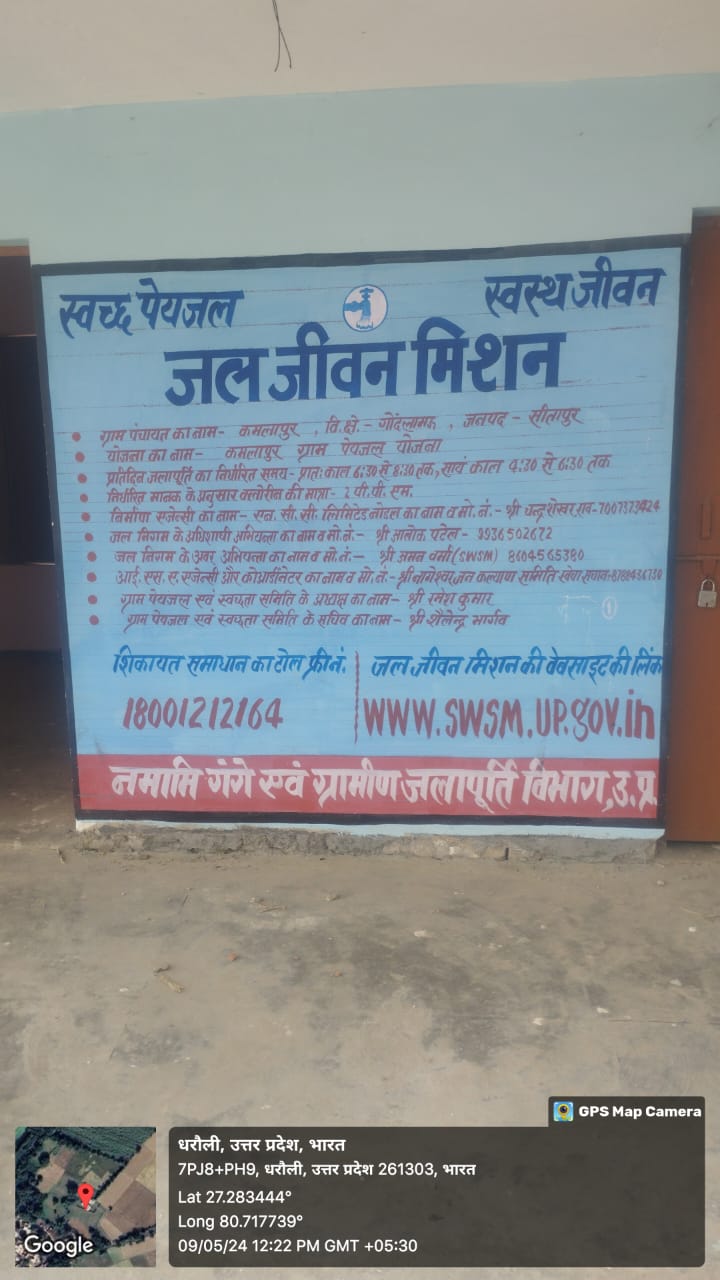 स्वच्छ पेयजल
स्वस्थ जीवन
जल जीवन मिशन
ग्राम पंचायत का नाम- कमलापुर , वि.क्षे.- गोंदलामऊ , जनपद - सीतापुर
योजना का नाम- कमलापुर ग्राम पेयजल योजना
प्रतिदिन जलापूर्ति का निर्धारित समय- प्रातः काल 6:30 से 8:30 तक, सायं काल 4:30 से 6:30 तक
निर्धारित मानक के अनुसार क्लोरीन की मात्रा- 2 पी. पी. एम.
निर्माण एजेन्सी का नाम- एन. सी. सी. लिमिटेड नोडल का नाम व मो. नं.- श्री चन्द्रशेखर राव-7007373424
जल निगम के अधिशाषी अभियन्ता का नाम व मो. नं- श्री आलोक पटेल- 9936502672
जल निगम के अवर अभियन्ता का नाम व मो. नं.- श्री अमन वर्मा (SWSM) 8604565380
आई. एस. ए. एजेन्सी और कोआर्डीनेटर का नाम व मो. नं- श्री नागेश्वर जन कल्याण समिति
ग्राम पेयजल एवं स्वच्छता समिति के अध्यक्ष का नाम- श्री रमेश कुमार
ग्राम पेयजल एवं स्वच्छता समिति के सचिव का नाम- श्री शैलेन्द्र भार्गव
शिकायत समाधान का टोल फ्री नं.
18001212164
जल जीवन मिशन की वेबसाइट की लिंक
WWW.SWSM.UP.gov.in
नमामि गंगे एवं ग्रामीण जलापूर्ति विभाग, उ. प्र.
GPS Map Camera
धरौली, उत्तर प्रदेश, भारत
7PJ8+PH9, धरौली, उत्तर प्रदेश 261303, भारत
Lat 27.283444°
Long 80.717739°
09/05/24 12:22 PM GMT +05:30
Google